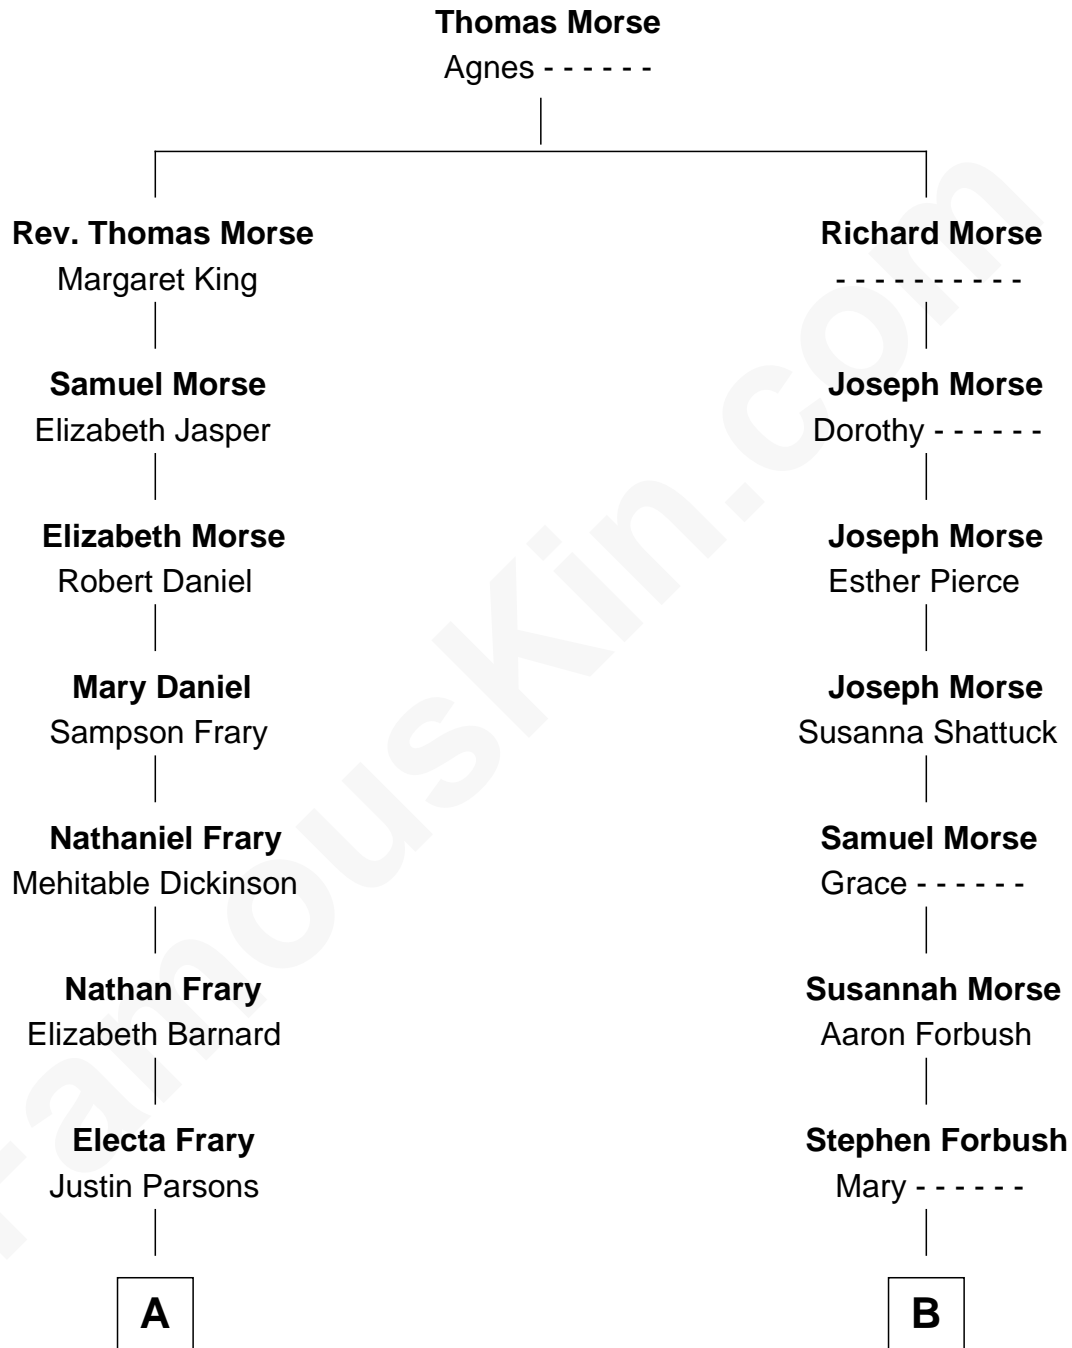 Thomas Morse
Agnes - - - - - -
Rev. Thomas Morse
Margaret King
Richard Morse
- - - - - - - - - -
Samuel Morse
Elizabeth Jasper
Joseph Morse
Dorothy - - - - - -
Elizabeth Morse
Robert Daniel
Joseph Morse
Esther Pierce
Mary Daniel
Sampson Frary
Joseph Morse
Susanna Shattuck
Nathaniel Frary
Mehitable Dickinson
Samuel Morse
Grace - - - - - -
Nathan Frary
Elizabeth Barnard
Susannah Morse
Aaron Forbush
Electa Frary
Justin Parsons
Stephen Forbush
Mary - - - - - -
A
B
FamousKin.com